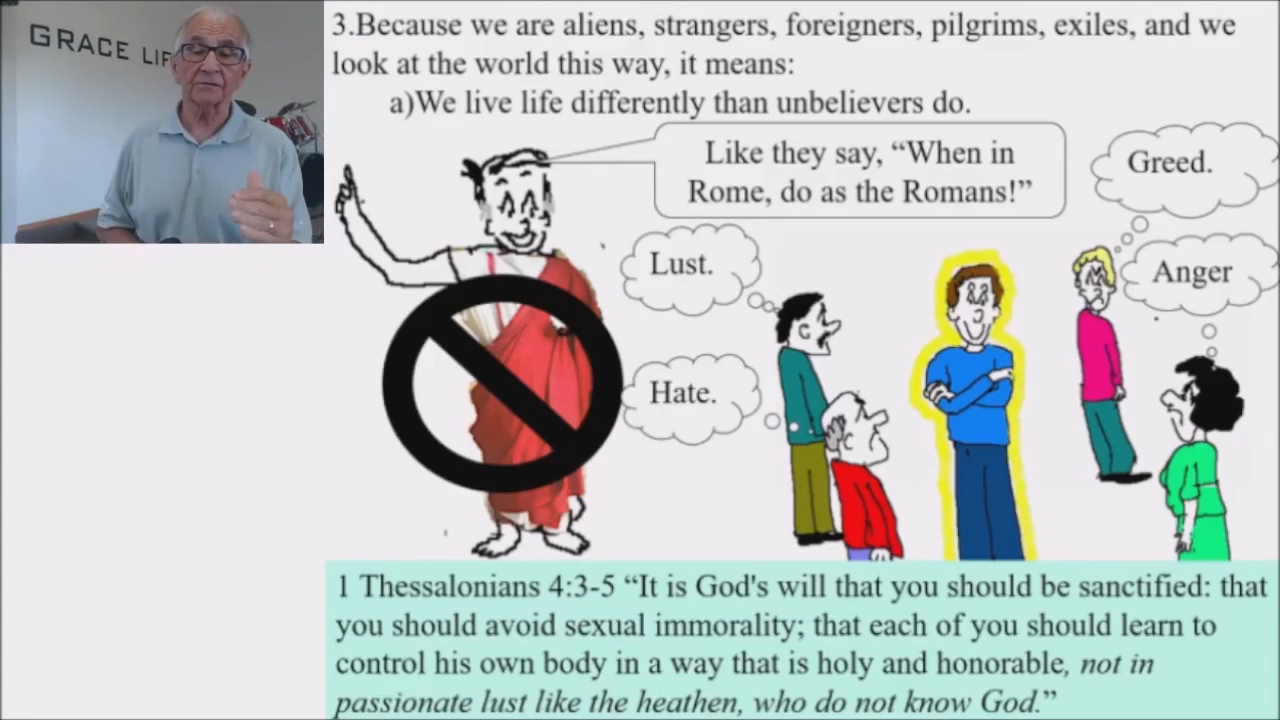 GRACE LIF
3.Because we are aliens, strangers, foreigners, pilgrims, exiles, and we
look at the world this way, it means:
a)We live life differently than unbelievers do.
Like they say, “When in
Rome, do as the Romans!”
Greed.
Lust.
Anger
Hate.
1 Thessalonians 4:3-5 “It is God's will that you should be sanctified: that
you should avoid sexual immorality; that each of you should learn to
control his own body in a way that is holy and honorable, not in
passionate lust like the heathen, who do not know God.”